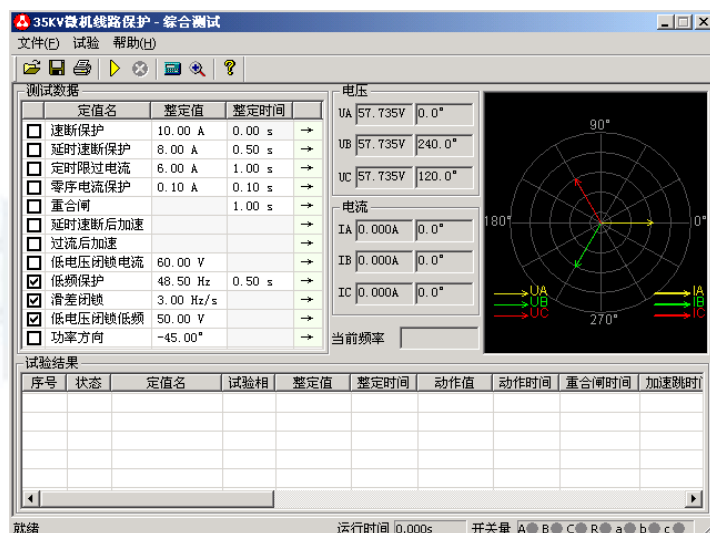 35KV微机线路保护 - 综合测试
文件(F) 试验 帮助(H)
测试数据
定值名 整定值 整定时间
速断保护 10.00 A 0.00 s →
延时速断保护 8.00 A 0.50 s →
定时限过电流 6.00 A 1.00 s →
零序电流保护 0.10 A 0.10 s →
重合闸 1.00 s →
延时速断后加速 →
过流后加速 →
低电压闭锁电流 60.00 V →
低频保护 48.50 Hz 0.50 s →
滑差闭锁 3.00 Hz/s →
低电压闭锁低频 50.00 V →
功率方向 -45.00° →
电压
UA 57.735V 0.0°
UB 57.735V 240.0°
UC 57.735V 120.0°
电流
IA 0.000A 0.0°
IB 0.000A 0.0°
IC 0.000A 0.0°
当前频率
90°
180° 0°
270°
UA IA
UB IB
UC IC
试验结果
序号 状态 定值名 试验相 整定值 整定时间 动作值 动作时间 重合闸时间 加速跳时
就绪 运行时间 0.000s 开关量 A B C R a b c